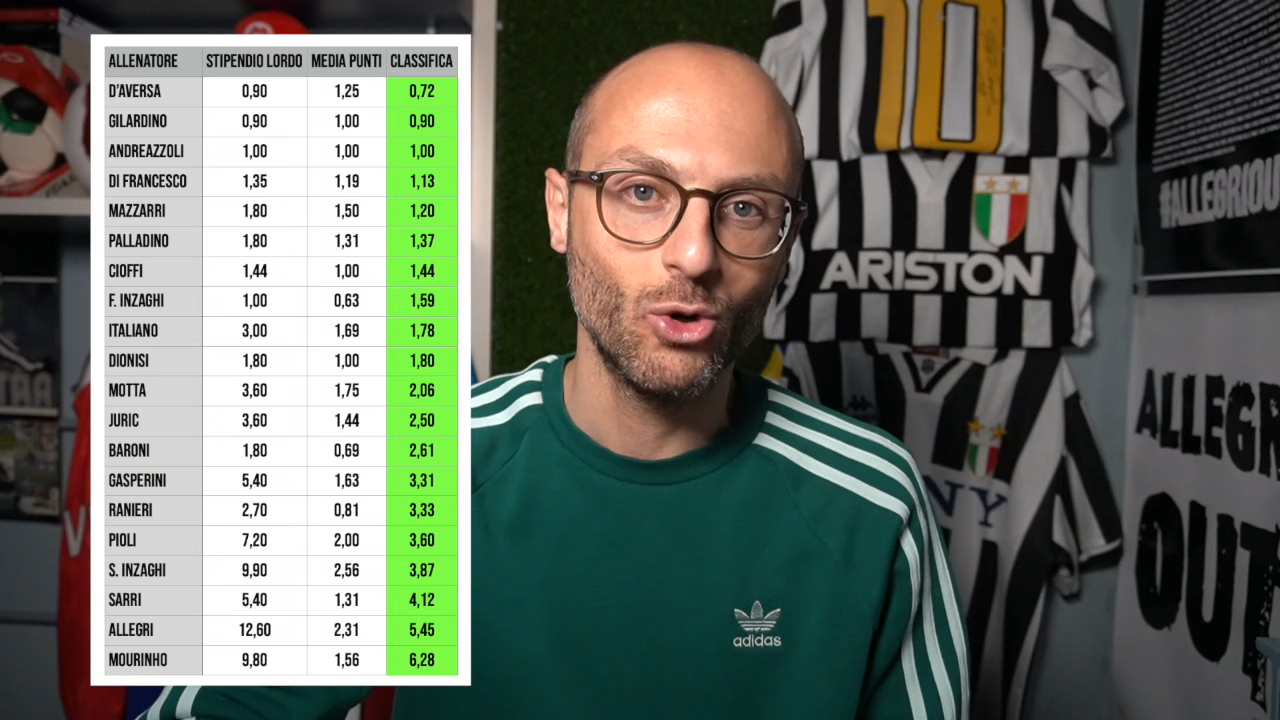 ALLENATORE STIPENDIO LORDO MEDIA PUNTI CLASSIFICA
D'AVERSA 0,90 1,25 0,72
GILARDINO 0,90 1,00 0,90
ANDREAZZOLI 1,00 1,00 1,00
DI FRANCESCO 1,35 1,19 1,13
MAZZARRI 1,80 1,50 1,20
PALLADINO 1,80 1,31 1,37
CIOFFI 1,44 1,00 1,44
F. INZAGHI 1,00 0,63 1,59
ITALIANO 3,00 1,69 1,78
DIONISI 1,80 1,00 1,80
MOTTA 3,60 1,75 2,06
JURIC 3,60 1,44 2,50
BARONI 1,80 0,69 2,61
GASPERINI 5,40 1,63 3,31
RANIERI 2,70 0,81 3,33
PIOLI 7,20 2,00 3,60
S. INZAGHI 9,90 2,56 3,87
SARRI 5,40 1,31 4,12
ALLEGRI 12,60 2,31 5,45
MOURINHO 9,80 1,56 6,28
10
ARISTON
NY
adidas
#ALLEGRIOU
ALLEGR
OUT